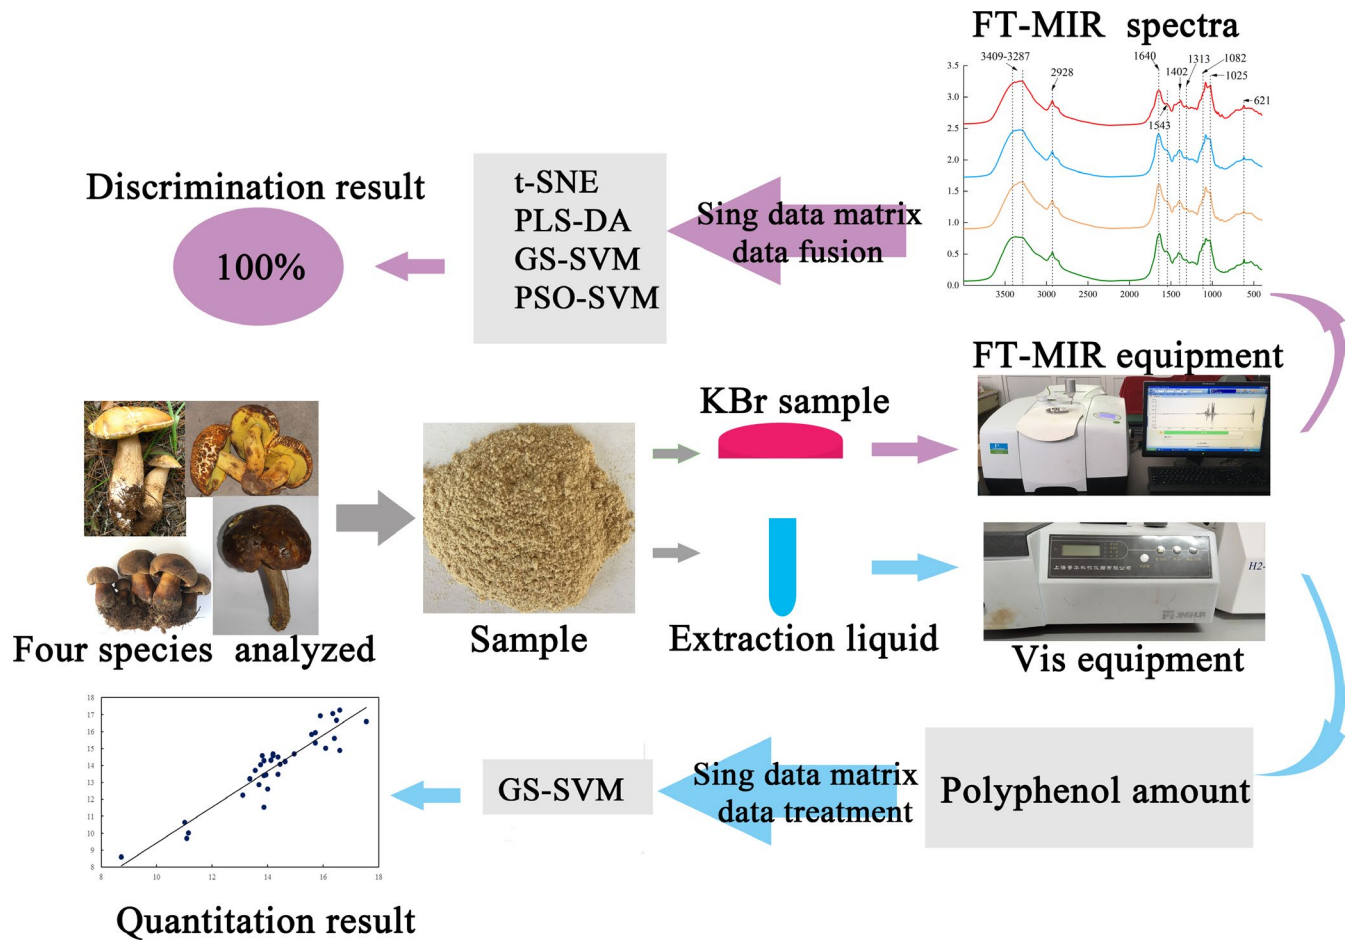 FT-MIR spectra
3409-3287
2928
1640
1402
1313
1082
1025
621
1543
3.5
3.0
2.5
2.0
1.5
1.0
0.5
0.0
3500 3000 2000 1500 1000 500
Discrimination result
100%
t-SNE
PLS-DA
GS-SVM
PSO-SVM
Sing data matrix
data fusion
FT-MIR equipment
KBr sample
Four species analyzed
Sample
Extraction liquid
H2-
JINGHUA
Vis equipment
18
17
16
15
14
13
12
11
10
9
8
8 10 12 14 16 18
Quantitation result
GS-SVM
Sing data matrix
data treatment
Polyphenol amount